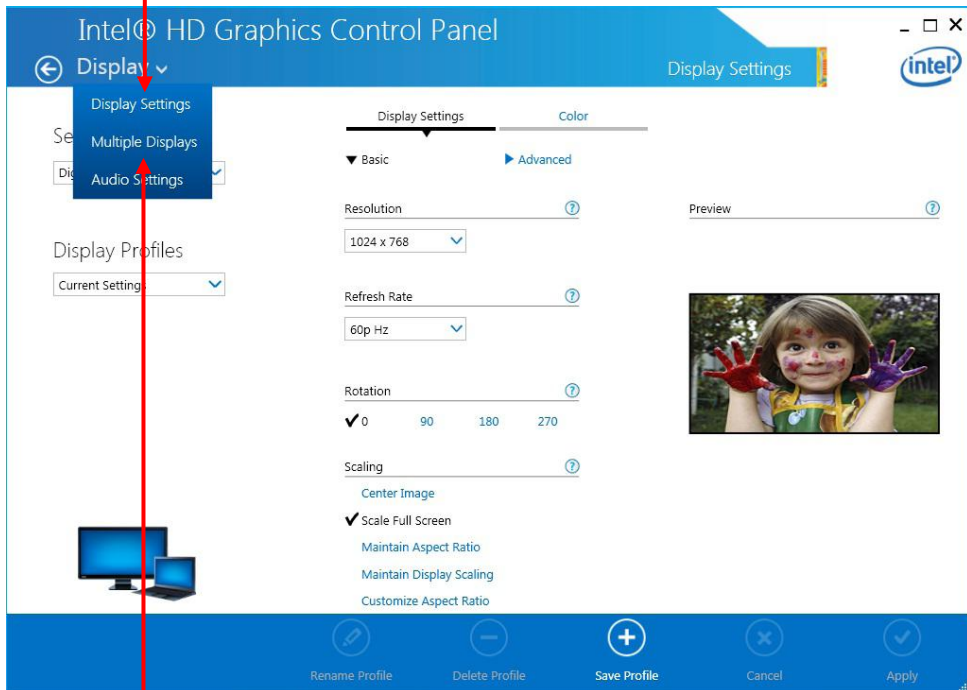 Intel® HD Graphics Control Panel
Display
Display Settings
intel
Display Settings
Multiple Displays
Audio Settings
Display Profiles
Current Settings
Display Settings
Color
Basic
Advanced
Resolution
1024 x 768
Refresh Rate
60p Hz
Rotation
0 90 180 270
Scaling
Center Image
Scale Full Screen
Maintain Aspect Ratio
Maintain Display Scaling
Customize Aspect Ratio
Preview
Rename Profile
Delete Profile
Save Profile
Cancel
Apply